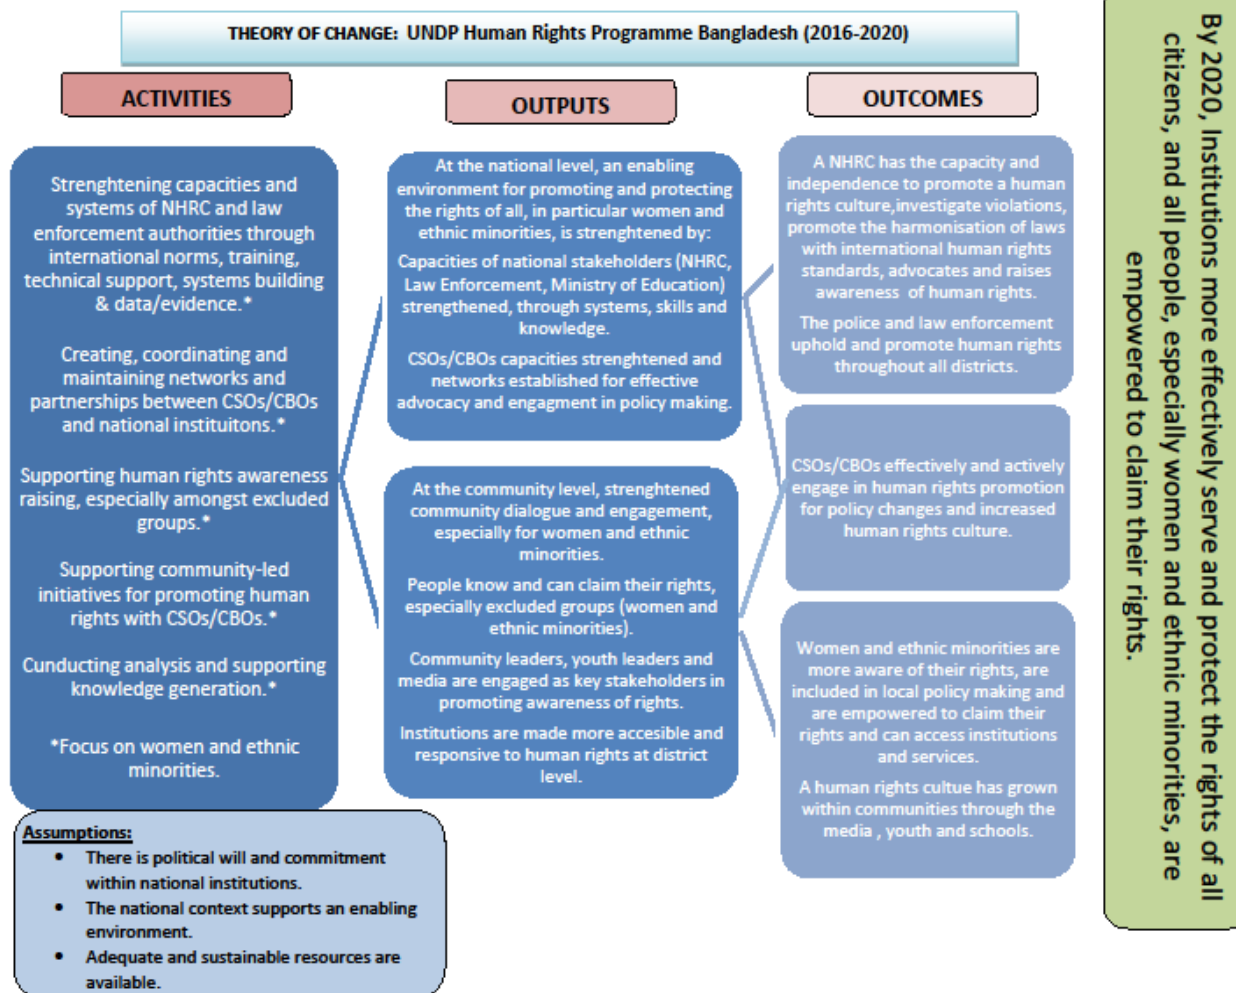 THEORY OF CHANGE: UNDP Human Rights Programme Bangladesh (2016-2020)
ACTIVITIES
Strenghtening capacities and
systems of NHRC and law
enforcement authorities through
international norms, training,
technical support, systems building
& data/evidence.*
Creating, coordinating and
maintaining networks and
partnerships between CSOs/CBOs
and national instituitons.*
Supporting human rights awareness
raising, especially amongst excluded
groups.*
Supporting community-led
initiatives for promoting human
rights with CSOs/CBOs.*
Cunducting analysis and supporting
knowledge generation.*
*Focus on women and ethnic
minorities.
Assumptions:
• There is political will and commitment
within national institutions.
• The national context supports an enabling
environment.
• Adequate and sustainable resources are
available.
OUTPUTS
At the national level, an enabling
environment for promoting and protecting
the rights of all, in particular women and
ethnic minorities, is strenghtened by:
Capacities of national stakeholders (NHRC,
Law Enforcement, Ministry of Education)
strengthened, through systems, skills and
knowledge.
CSOs/CBOs capacities strenghtened and
networks established for effective
advocacy and engagment in policy making.
At the community level, strenghtened
community dialogue and engagement,
especially for women and ethnic
minorities.
People know and can claim their rights,
especially excluded groups (women and
ethnic minorities).
Community leaders, youth leaders and
media are engaged as key stakeholders in
promoting awareness of rights.
Institutions are made more accesible and
responsive to human rights at district
level.
OUTCOMES
A NHRC has the capacity and
independence to promote a human
rights culture,investigate violations,
promote the harmonisation of laws
with international human rights
standards, advocates and raises
awareness of human rights.
The police and law enforcement
uphold and promote human rights
throughout all districts.
CSOs/CBOs effectively and actively
engage in human rights promotion
for policy changes and increased
human rights culture.
Women and ethnic minorities are
more aware of their rights, are
included in local policy making and
are empowered to claim their
rights and can access institutions
and services.
A human rights cultue has grown
within communities through the
media , youth and schools.
By 2020, Institutions more effectively serve and protect the rights of all
citizens, and all people, especially women and ethnic minorities, are
empowered to claim their rights.